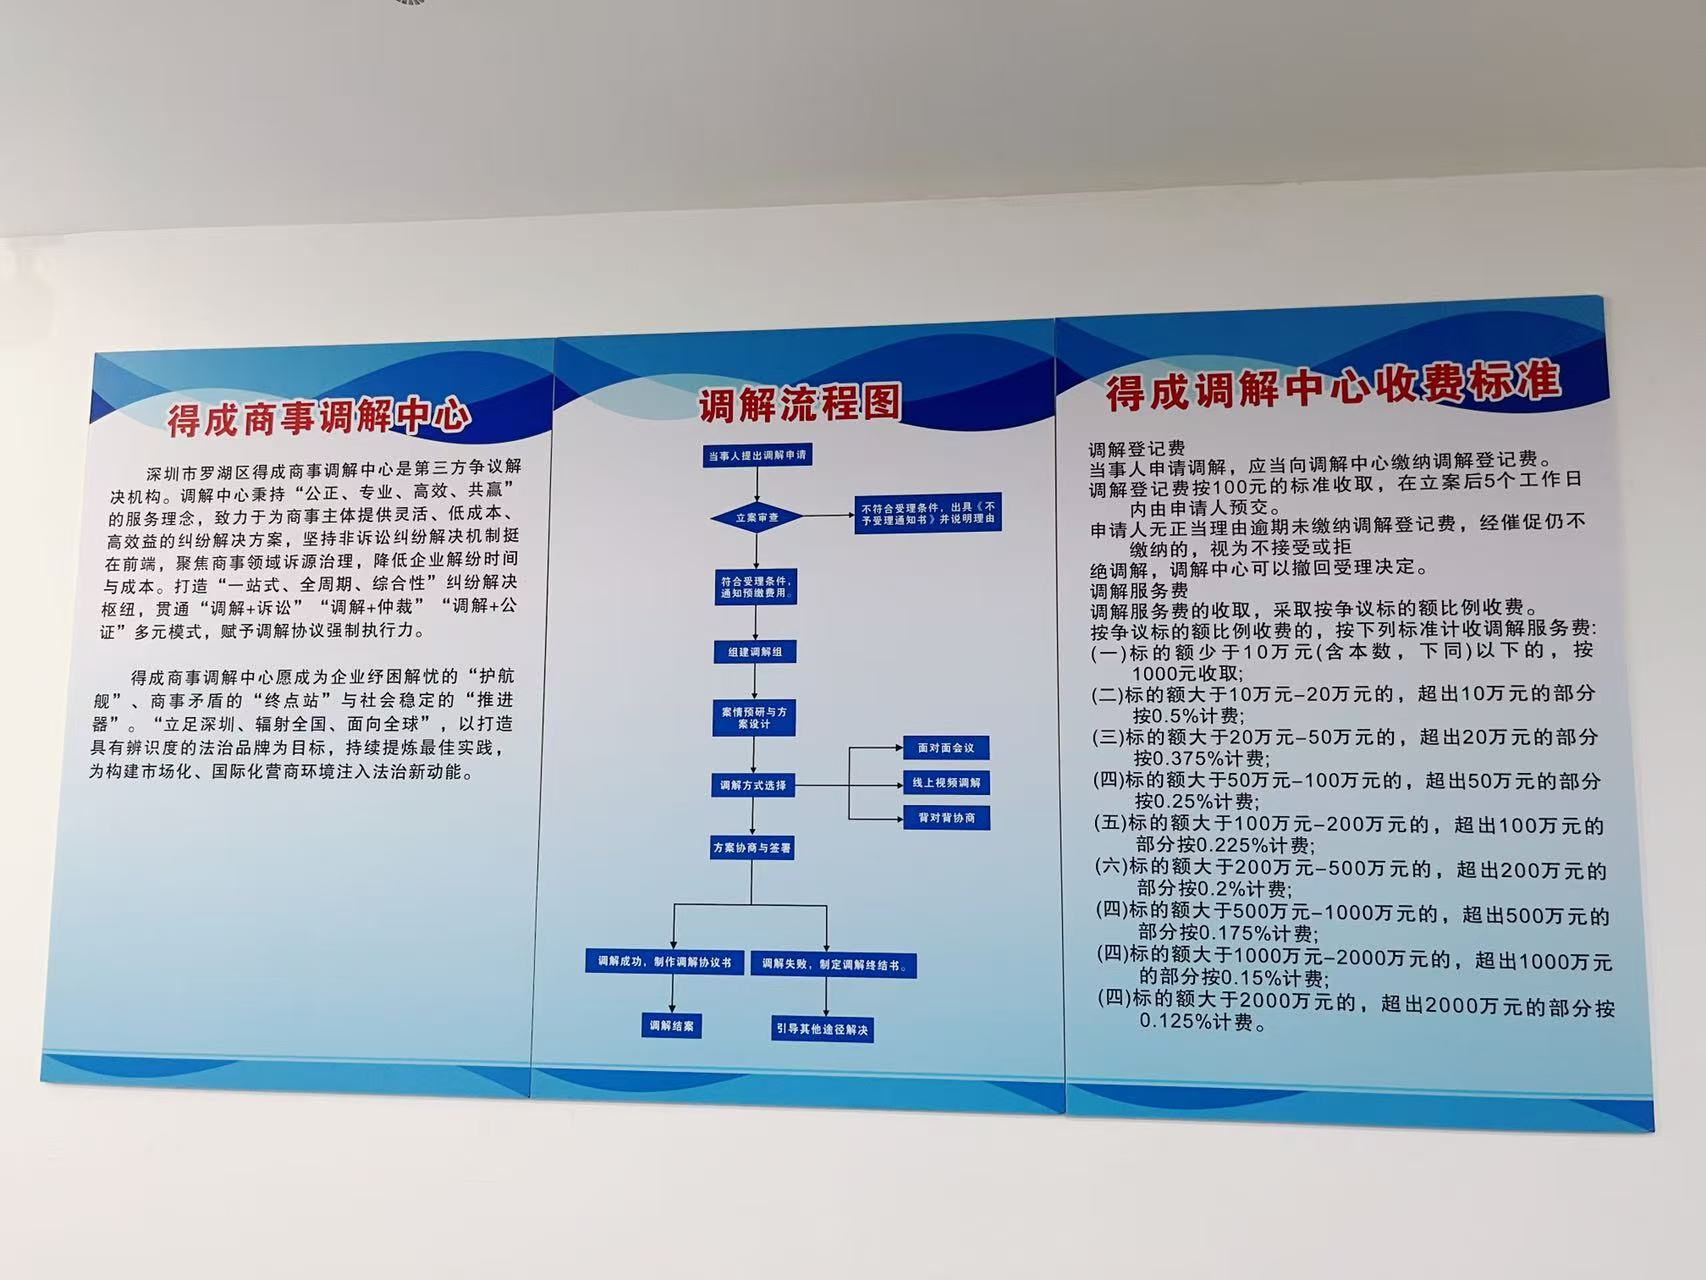 得成商事调解中心
深圳市罗湖区得成商事调解中心是第三方争议解
决机构。调解中心秉持“公正、专业、高效、共赢”
的服务理念，致力于为商事主体提供灵活、低成本、
高效益的纠纷解决方案，坚持非诉讼纠纷解决机制挺
在前端，聚焦商事领域诉源治理，降低企业解纷时间
与成本。打造“一站式、全周期、综合性”纠纷解决
枢纽，贯通“调解+诉讼”“调解+仲裁”“调解+公
证”多元模式，赋予调解协议强制执行力。
得成商事调解中心愿成为企业纾困解忧的“护航
舰”、商事矛盾的“终点站”与社会稳定的“推进
器”。“立足深圳、辐射全国、面向全球”，以打造
具有辨识度的法治品牌为目标，持续提炼最佳实践，
为构建市场化、国际化营商环境注入法治新动能。
调解流程图
当事人提出调解申请
立案审查
不符合受理条件，出具《不
予受理通知书》并说明理由
符合受理条件，
通知预缴费用。
组建调解组
案情预研与方
案设计
调解方式选择
面对面会议
线上视频调解
背对背协商
方案协商与签署
调解成功，制作调解协议书
调解失败，制定调解终结书。
调解结案
引导其他途径解决
得成调解中心收费标准
调解登记费
当事人申请调解，应当向调解中心缴纳调解登记费。
调解登记费按100元的标准收取，在立案后5个工作日
内由申请人预交。
申请人无正当理由逾期未缴纳调解登记费，经催促仍不
缴纳的，视为不接受或拒
绝调解，调解中心可以撤回受理决定。
调解服务费
调解服务费的收取，采取按争议标的额比例收费。
按争议标的额比例收费的，按下列标准计收调解服务费:
(一)标的额少于10万元(含本数，下同)以下的，按
1000元收取;
(二)标的额大于10万元-20万元的，超出10万元的部分
按0.5%计费;
(三)标的额大于20万元-50万元的，超出20万元的部分
按0.375%计费;
(四)标的额大于50万元-100万元的，超出50万元的部分
按0.25%计费;
(五)标的额大于100万元-200万元的，超出100万元的
部分按0.225%计费;
(六)标的额大于200万元-500万元的，超出200万元的
部分按0.2%计费;
(四)标的额大于500万元-1000万元的，超出500万元的
部分按0.175%计费;
(四)标的额大于1000万元-2000万元的，超出1000万元
的部分按0.15%计费;
(四)标的额大于2000万元的，超出2000万元的部分按
0.125%计费。